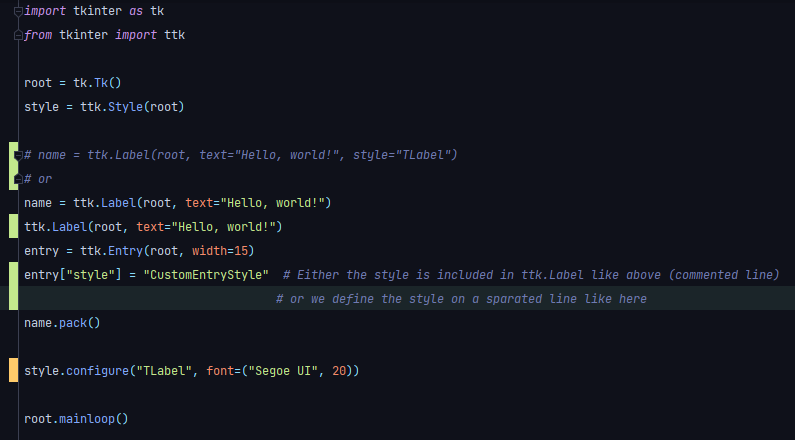 import tkinter as tk
from tkinter import ttk
root = tk.Tk()
style = ttk.Style(root)
# name = ttk.Label(root, text="Hello, world!", style="TLabel")
# or
name = ttk.Label(root, text="Hello, world!")
ttk.Label(root, text="Hello, world!")
entry = ttk.Entry(root, width=15)
entry["style"] = "CustomEntryStyle"  # Either the style is included in ttk.Label like above (commented line)
# or we define the style on a sparated line like here
name.pack()
style.configure("TLabel", font=("Segoe UI", 20))
root.mainloop()